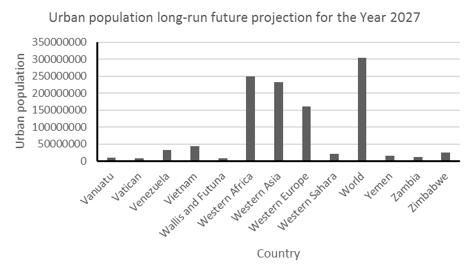 Urban population long-run future projection for the Year 2027
Urban population
350000000
300000000
250000000
200000000
150000000
100000000
50000000
0
Vanuatu
Vatican
Venezuela
Vietnam
Wallis and Futuna
Western Africa
Western Asia
Western Europe
Western Sahara
World
Yemen
Zambia
Zimbabwe
Country